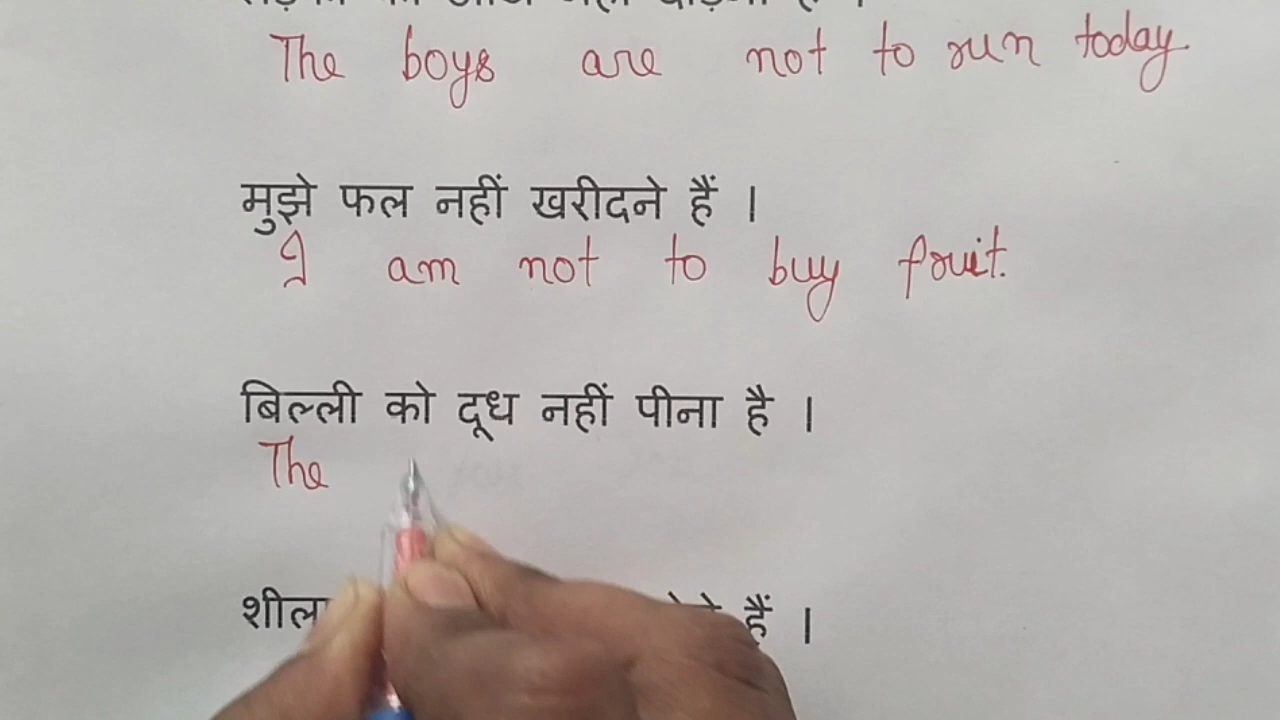 The boys are not to run today
मुझे फल नहीं खरीदने हैं ।
I am not to buy fruit.
बिल्ली को दूध नहीं पीना है ।
The
हैं ।